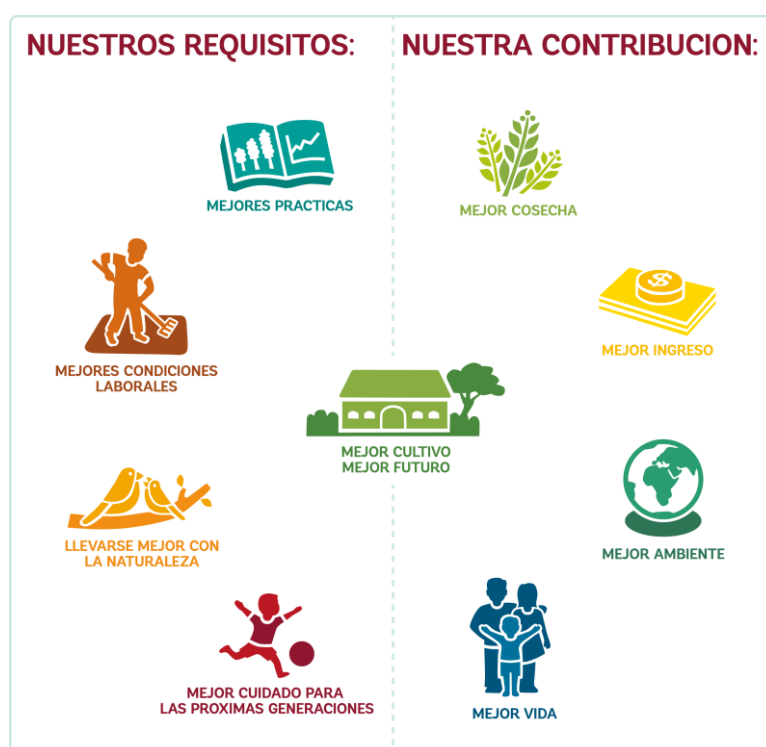 NUESTROS REQUISITOS:
MEJORES PRACTICAS
MEJORES CONDICIONES
LABORALES
LLEVARSE MEJOR CON
LA NATURALEZA
MEJOR CUIDADO PARA
LAS PROXIMAS GENERACIONES
MEJOR CULTIVO
MEJOR FUTURO
NUESTRA CONTRIBUCION:
MEJOR COSECHA
$
MEJOR INGRESO
MEJOR AMBIENTE
MEJOR VIDA